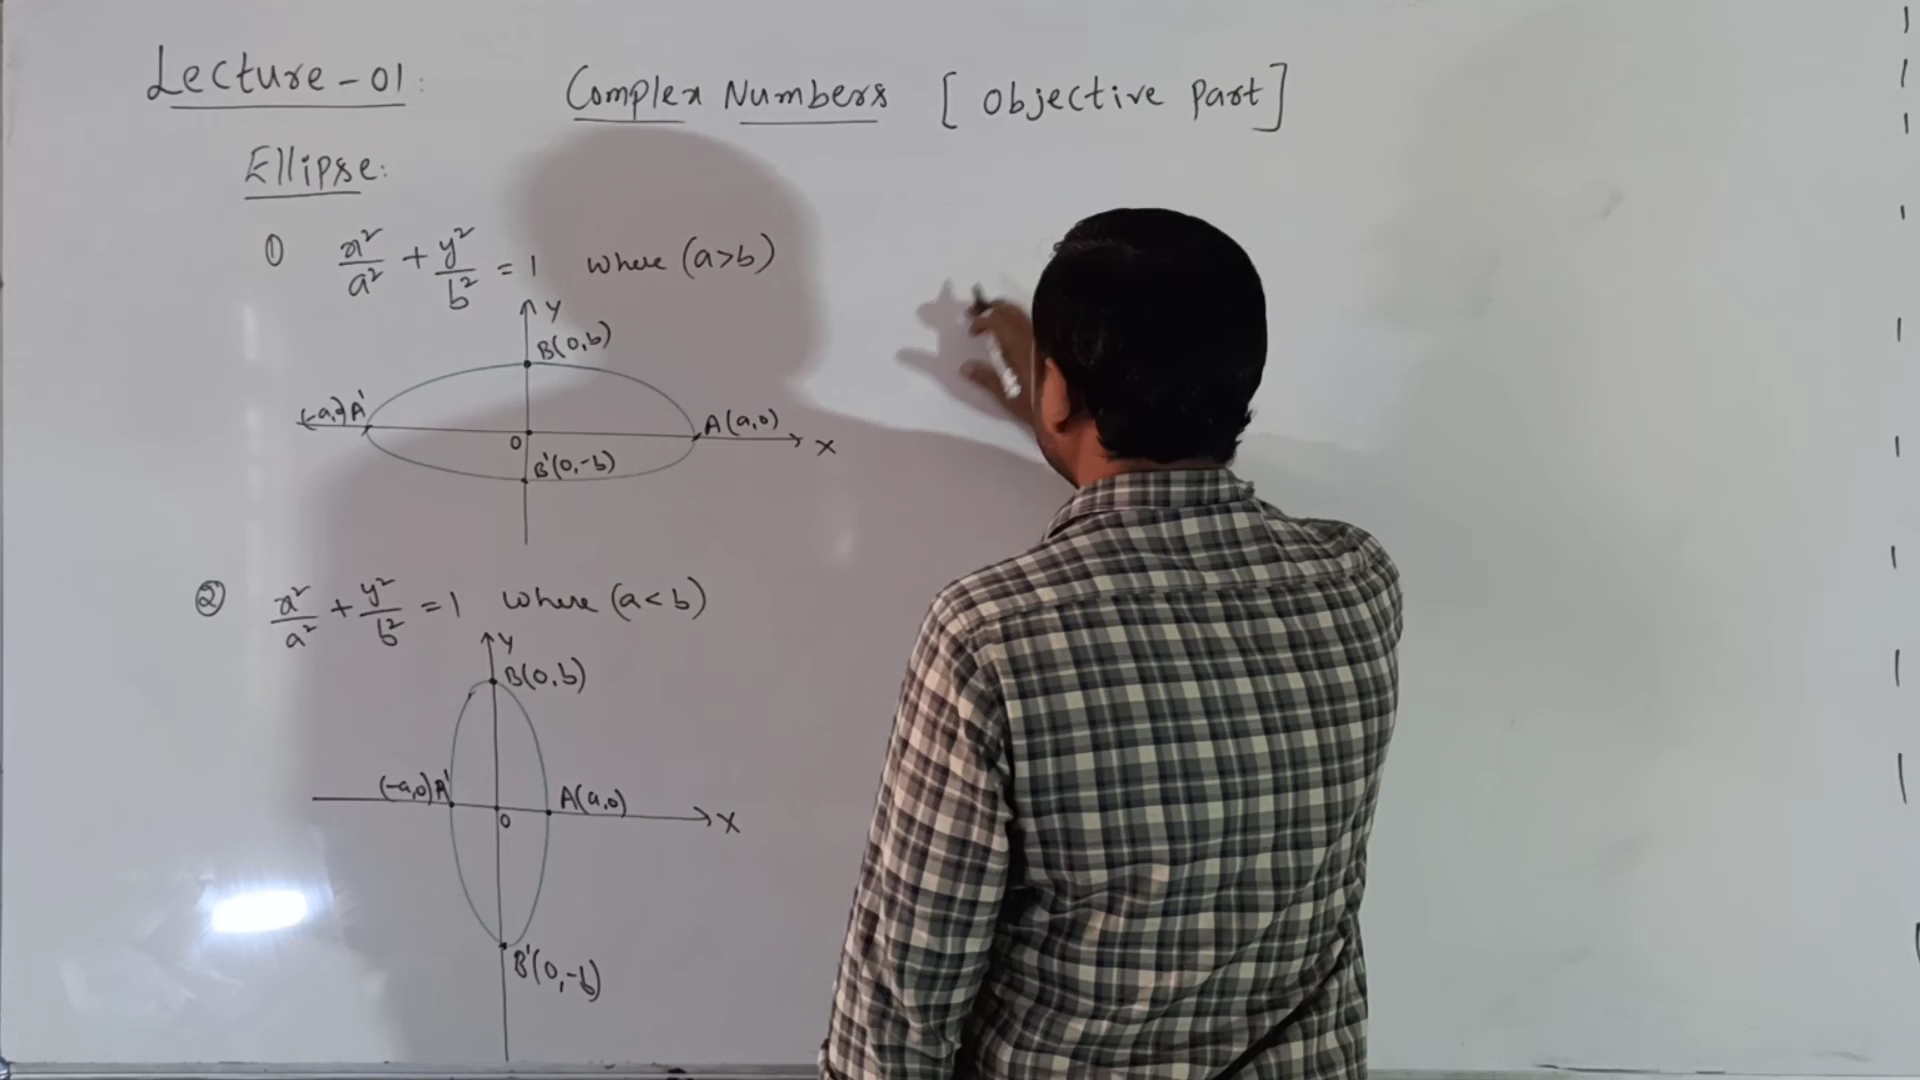 Lecture-01:
Complex Numbers [Objective Part]
Ellipse:
① x²/a² + y²/b² = 1 where (a>b)
Y
B(0,b)
A'
A(a,0)
X
O
B'(0,-b)
② x²/a² + y²/b² = 1 where (a<b)
Y
B(0,b)
(-a,0)A'
A(a,0)
X
O
B'(0,-b)